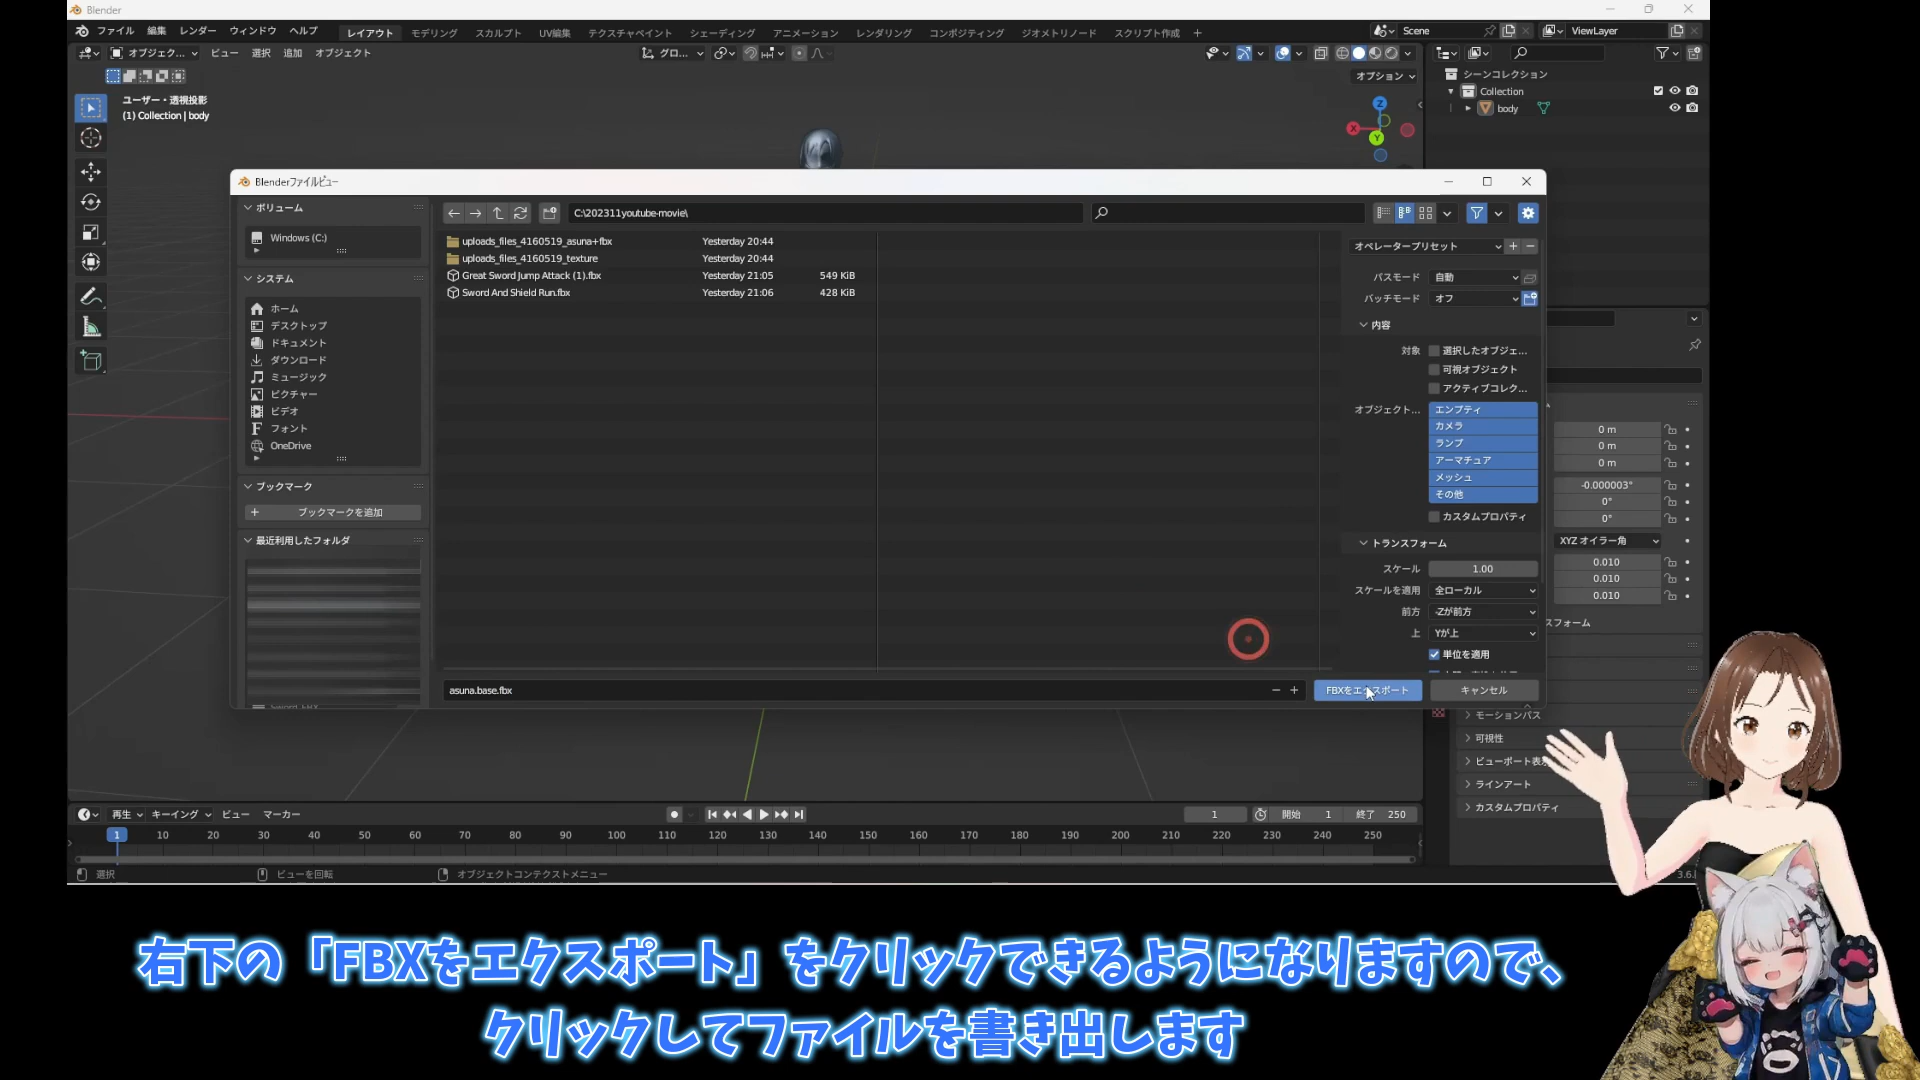 Blender
ファイル 編集 レンダー ウィンドウ ヘルプ レイアウト モデリング スカルプト UV編集 テクスチャペイント シェーディング アニメーション レンダリング コンポジティング ジオメトリノード スクリプト作成 + Scene ViewLayer
オブジェク... ビュー 選択 追加 オブジェクト グロ...
オプション
ユーザー・透視投影
(1) Collection | body
Z
X
Y
シーンコレクション
Collection
body
Blenderファイルビュー
ボリューム
Windows (C:)
システム
ホーム
デスクトップ
ドキュメント
ダウンロード
ミュージック
ピクチャー
ビデオ
フォント
OneDrive
ブックマーク
ブックマークを追加
最近利用したフォルダ
C:\202311youtube-movie\
uploads_files_4160519_asuna+fbx Yesterday 20:44
uploads_files_4160519_texture Yesterday 20:44
Great Sword Jump Attack (1).fbx Yesterday 21:05 549 KiB
Sword And Shield Run.fbx Yesterday 21:06 428 KiB
オペレータープリセット
パスモード 自動
バッチモード オフ
内容
対象 選択したオブジェ...
可視オブジェクト
アクティブコレク...
オブジェクト... エンプティ
カメラ
ランプ
アーマチュア
メッシュ
その他
カスタムプロパティ
トランスフォーム
スケール 1.00
スケールを適用 全ローカル
前方 -Zが前方
上 Yが上
単位を適用
asuna.base.fbx
FBXをエクスポート キャンセル
0 m
0 m
0 m
-0.000003°
0°
0°
XYZ オイラー角
0.010
0.010
0.010
スフォーム
モーションパス
可視性
ビューポート表
ラインアート
カスタムプロパティ
再生 キーイング ビュー マーカー 1 開始 1 終了 250
1 10 20 30 40 50 60 70 80 90 100 110 120 130 140 150 160 170 180 190 200 210 220 230 240 250
選択 ビューを回転 オブジェクトコンテクストメニュー 3.6.
右下の「FBXをエクスポート」をクリックできるようになりますので、
クリックしてファイルを書き出します